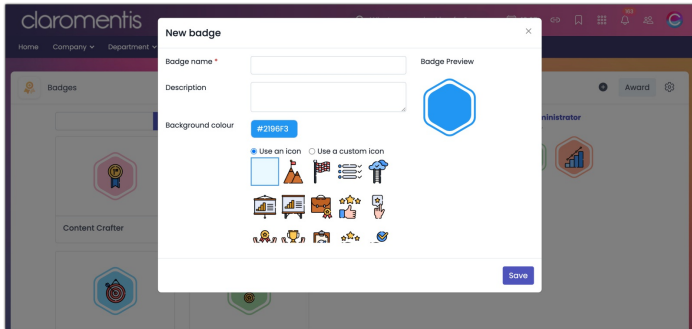 claromentis
Home Company Department
Badges
Award
ninistrator
Content Crafter
New badge
×
Badge name *
Badge Preview
Description
Background colour
#2196F3
Use an icon Use a custom icon
Save